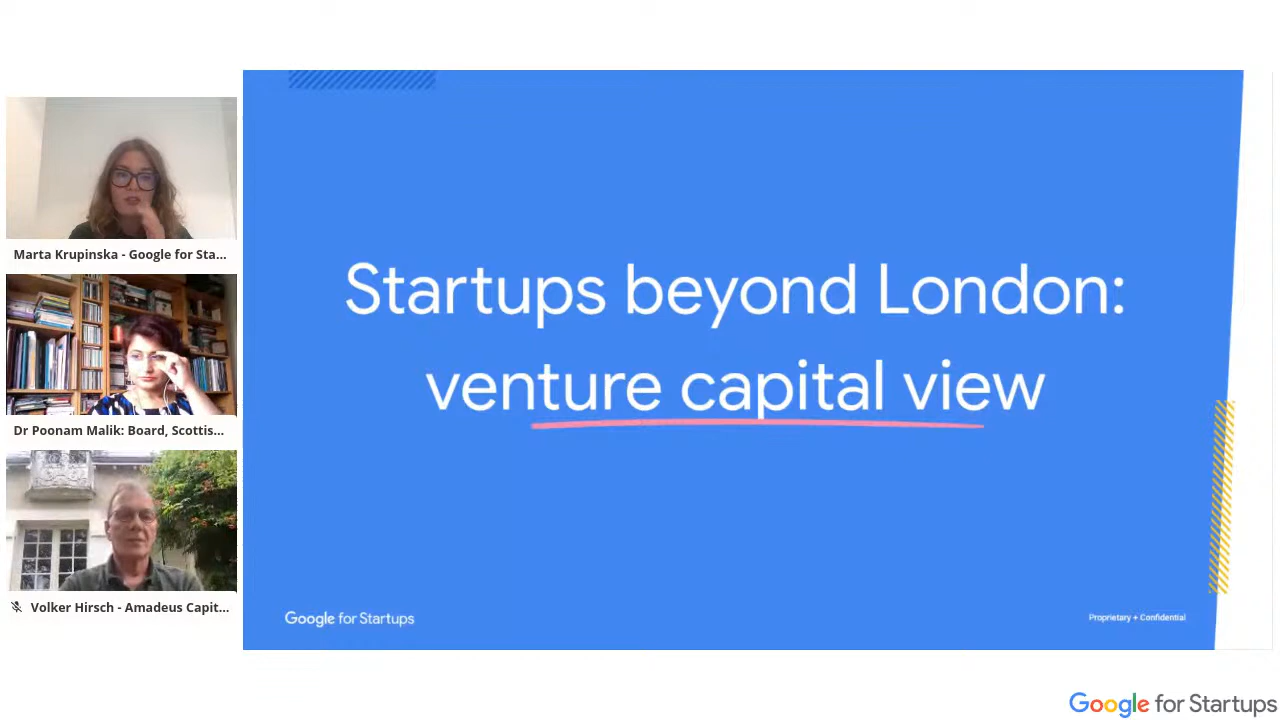 Marta Krupinska - Google for Sta...
Dr Poonam Malik: Board, Scottis...
Volker Hirsch - Amadeus Capit...
Startups beyond London:
venture capital view
Google for Startups
Proprietary + Confidential
Google for Startups